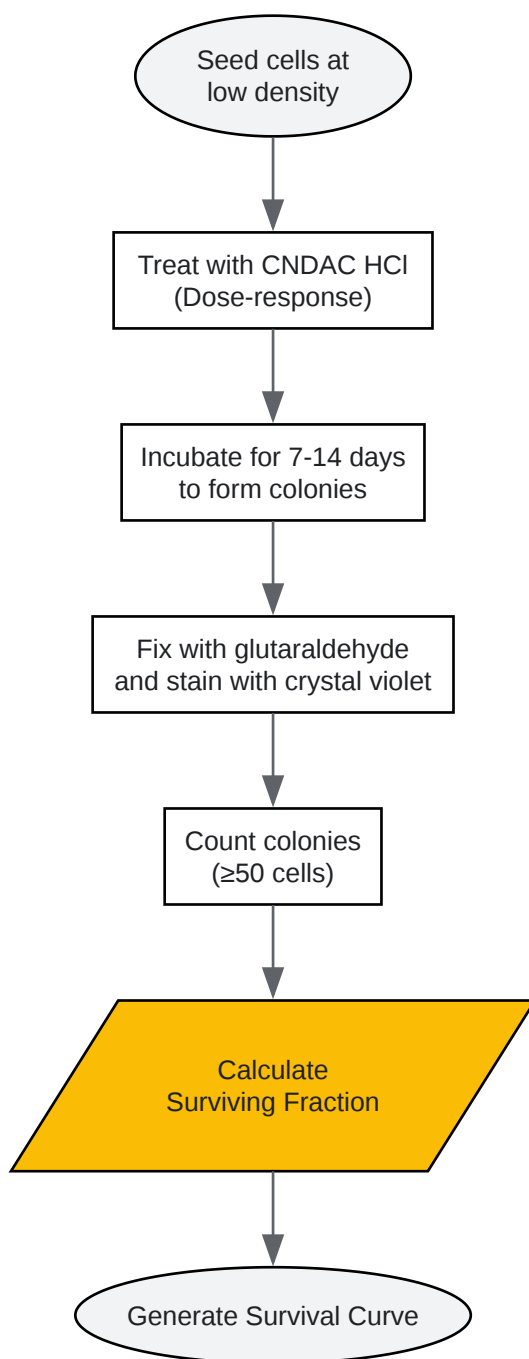 Seed cells at
low density
Treat with CNDAC HCl
(Dose-response)
Incubate for 7-14 days
to form colonies
Fix with glutaraldehyde
and stain with crystal violet
Count colonies
(≥50 cells)
Calculate
Surviving Fraction
Generate Survival Curve